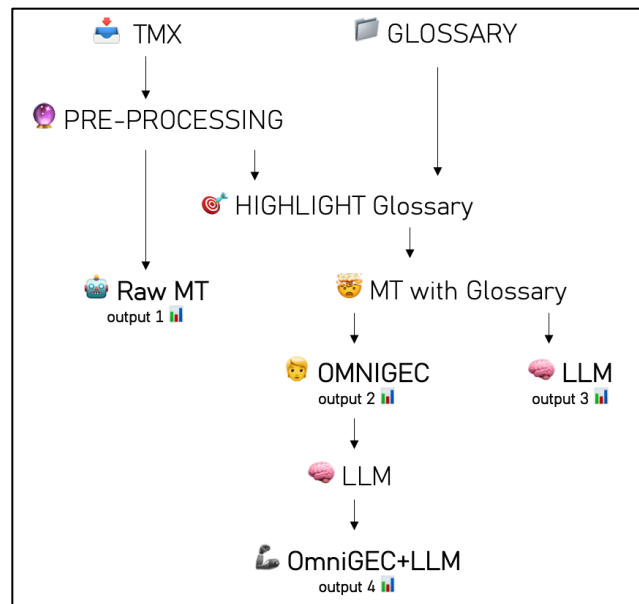 TMX
GLOSSARY
PRE-PROCESSING
HIGHLIGHT Glossary
Raw MT
output 1
MT with Glossary
OMNIGEC
output 2
LLM
output 3
LLM
OmniGEC+LLM
output 4